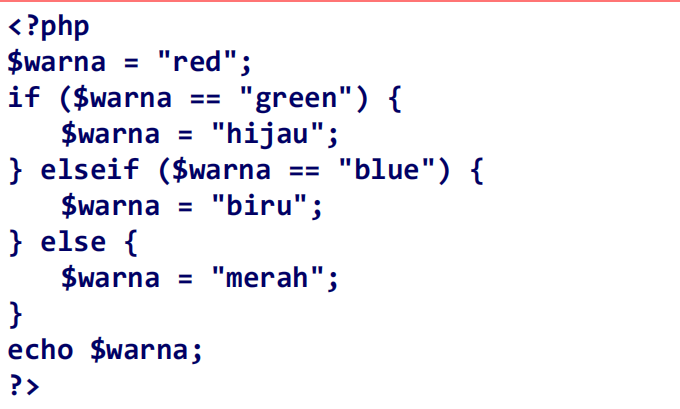 <?php
$warna = "red";
if ($warna == "green") {
   $warna = "hijau";
} elseif ($warna == "blue") {
   $warna = "biru";
} else {
   $warna = "merah";
}
echo $warna;
?>